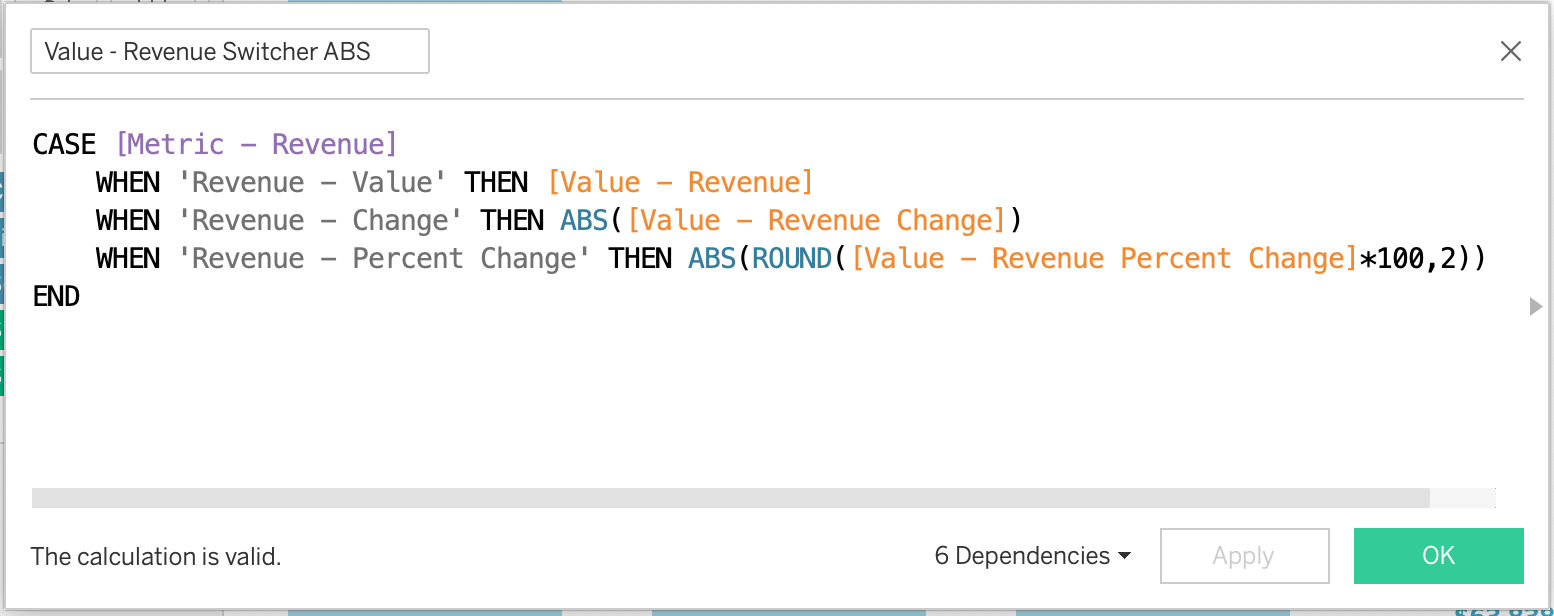 Value - Revenue Switcher ABS
CASE [Metric – Revenue]
WHEN 'Revenue – Value' THEN [Value – Revenue]
WHEN 'Revenue – Change' THEN ABS([Value – Revenue Change])
WHEN 'Revenue – Percent Change' THEN ABS(ROUND([Value – Revenue Percent Change]*100,2))
END
The calculation is valid.
6 Dependencies
Apply
OK